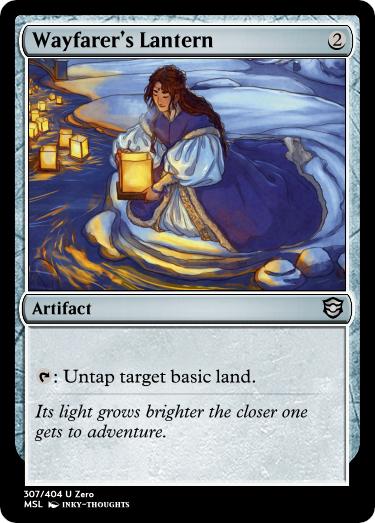 Wayfarer's Lantern 2
Artifact
: Untap target basic land.
Its light grows brighter the closer one
gets to adventure.
307/404 U Zero
MSL INKY-THOUGHTS